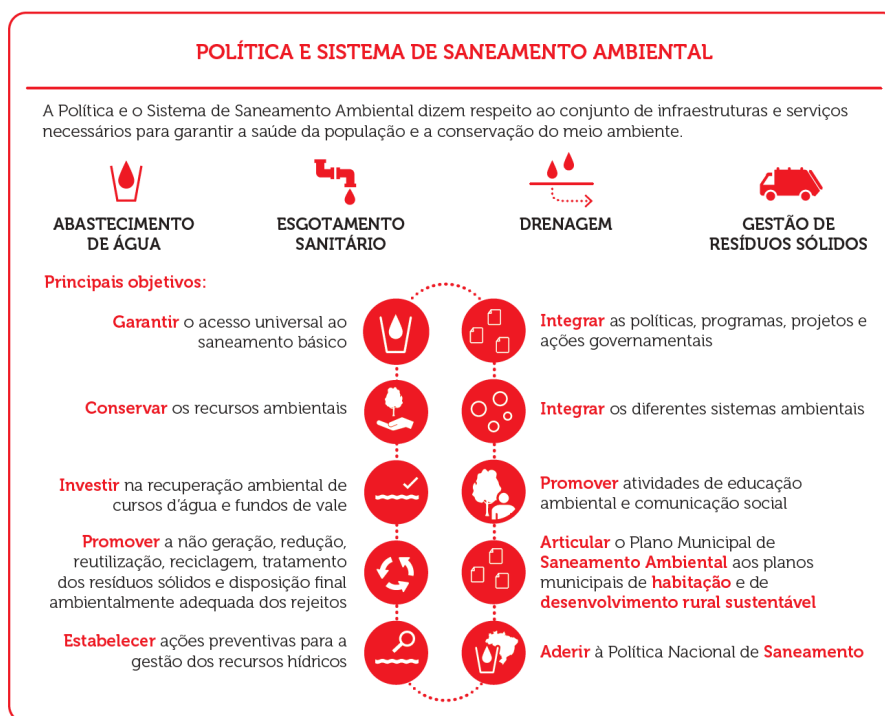 POLÍTICA E SISTEMA DE SANEAMENTO AMBIENTAL
A Política e o Sistema de Saneamento Ambiental dizem respeito ao conjunto de infraestruturas e serviços
necessários para garantir a saúde da população e a conservação do meio ambiente.
ABASTECIMENTO
DE ÁGUA
ESGOTAMENTO
SANITÁRIO
DRENAGEM
GESTÃO DE
RESÍDUOS SÓLIDOS
Principais objetivos:
Garantir o acesso universal ao
saneamento básico
Conservar os recursos ambientais
Investir na recuperação ambiental de
cursos d'água e fundos de vale
Promover a não geração, redução,
reutilização, reciclagem, tratamento
dos resíduos sólidos e disposição final
ambientalmente adequada dos rejeitos
Estabelecer ações preventivas para a
gestão dos recursos hídricos
Integrar as políticas, programas, projetos e
ações governamentais
Integrar os diferentes sistemas ambientais
Promover atividades de educação
ambiental e comunicação social
Articular o Plano Municipal de
Saneamento Ambiental aos planos
municipais de habitação e de
desenvolvimento rural sustentável
Aderir à Política Nacional de Saneamento